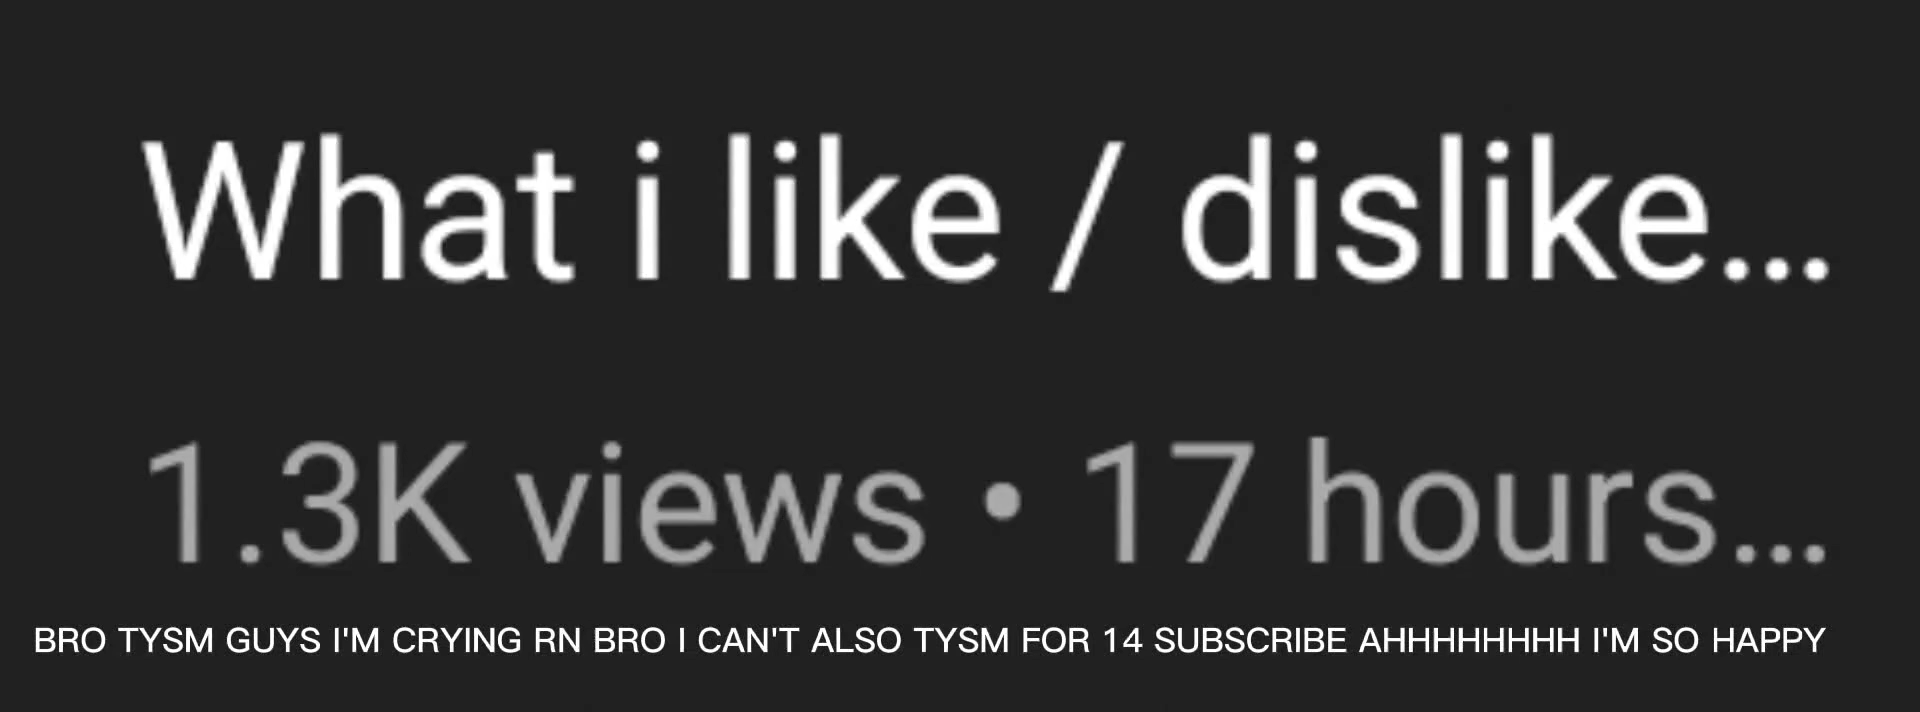 What i like / dislike...
1.3K views • 17 hours...
BRO TYSM GUYS I'M CRYING RN BRO I CAN'T ALSO TYSM FOR 14 SUBSCRIBE AHHHHHHHH I'M SO HAPPY